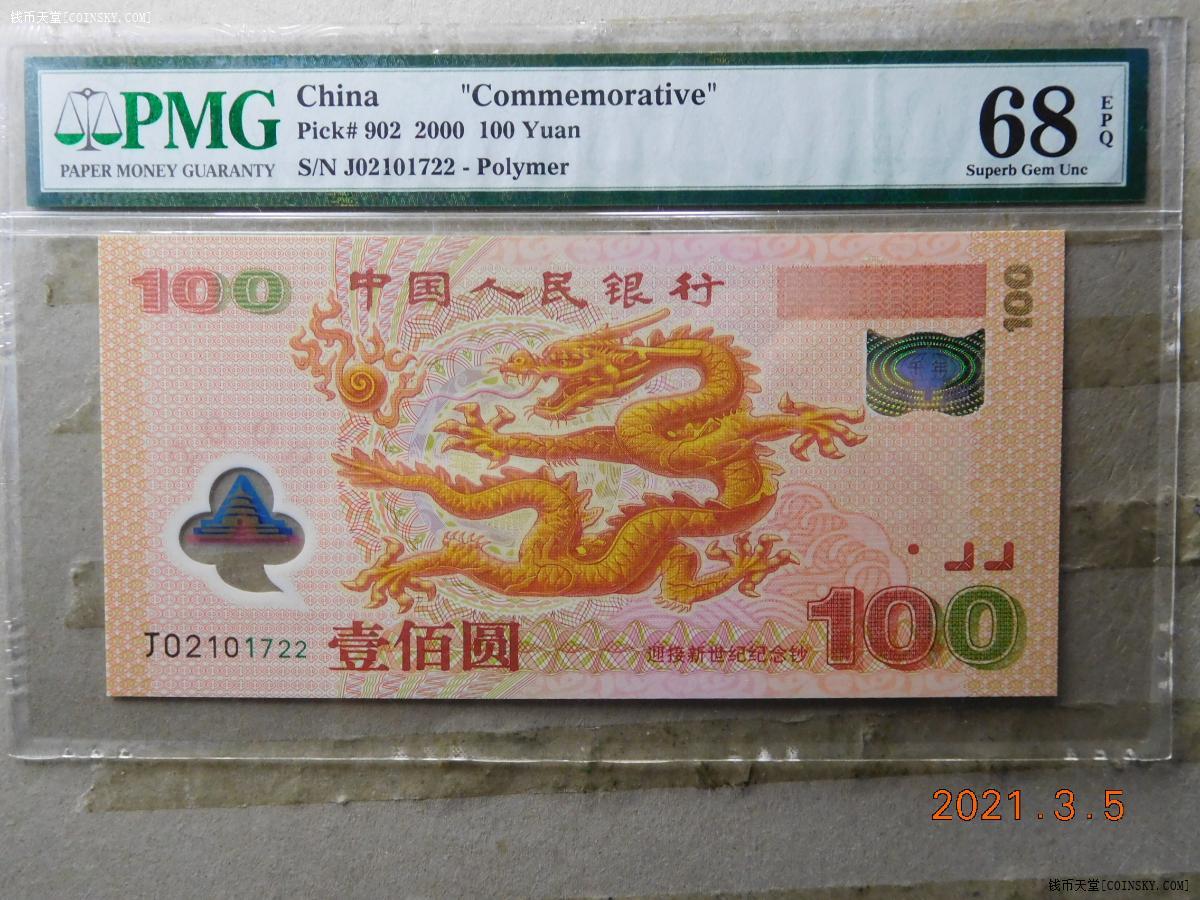 钱币天堂[COINSKY.COM]
PMG
PAPER MONEY GUARANTY
China "Commemorative"
Pick# 902 2000 100 Yuan
S/N J02101722 - Polymer
68
EPQ
Superb Gem Unc
100
中国人民银行
100
千年
J02101722
壹佰圆
迎接新世纪纪念钞
100
2021.3.5
钱币天堂[COINSKY.COM]